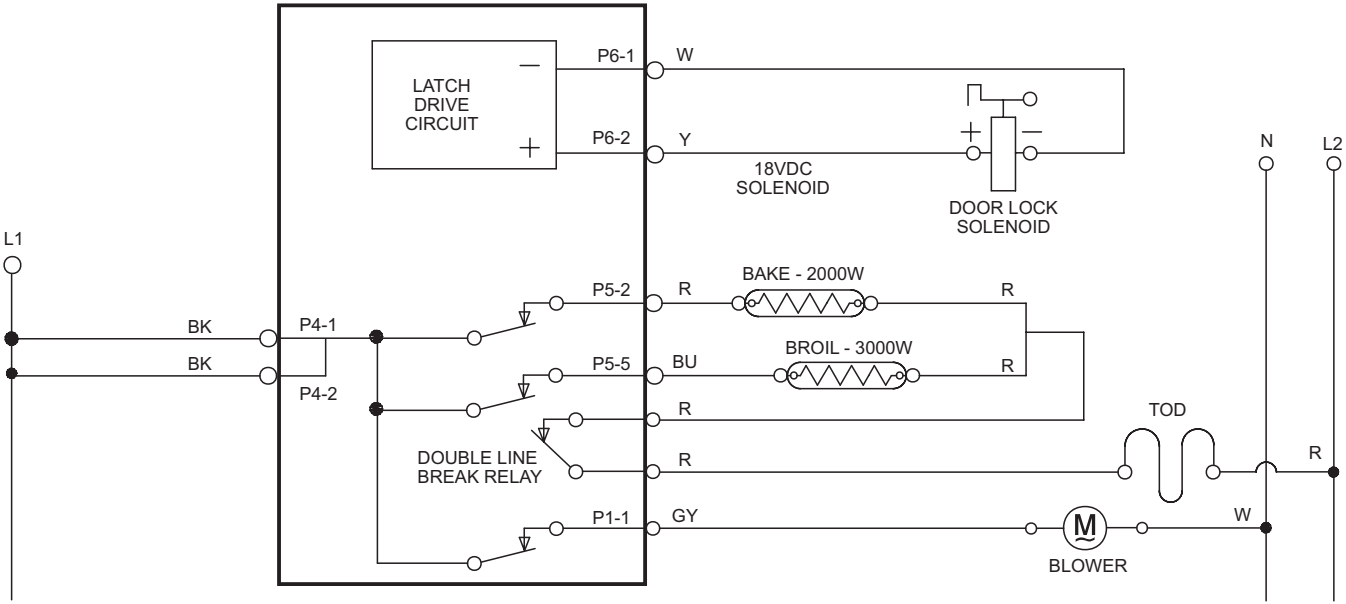 P6-1
W
LATCH
DRIVE
CIRCUIT
−
+
P6-2
Y
18VDC
SOLENOID
+
−
DOOR LOCK
SOLENOID
N
L2
L1
BK
P4-1
BK
P4-2
P5-2
R
BAKE - 2000W
R
P5-5
BU
BROIL - 3000W
R
R
DOUBLE LINE
BREAK RELAY
R
TOD
R
P1-1
GY
M
~
BLOWER
W